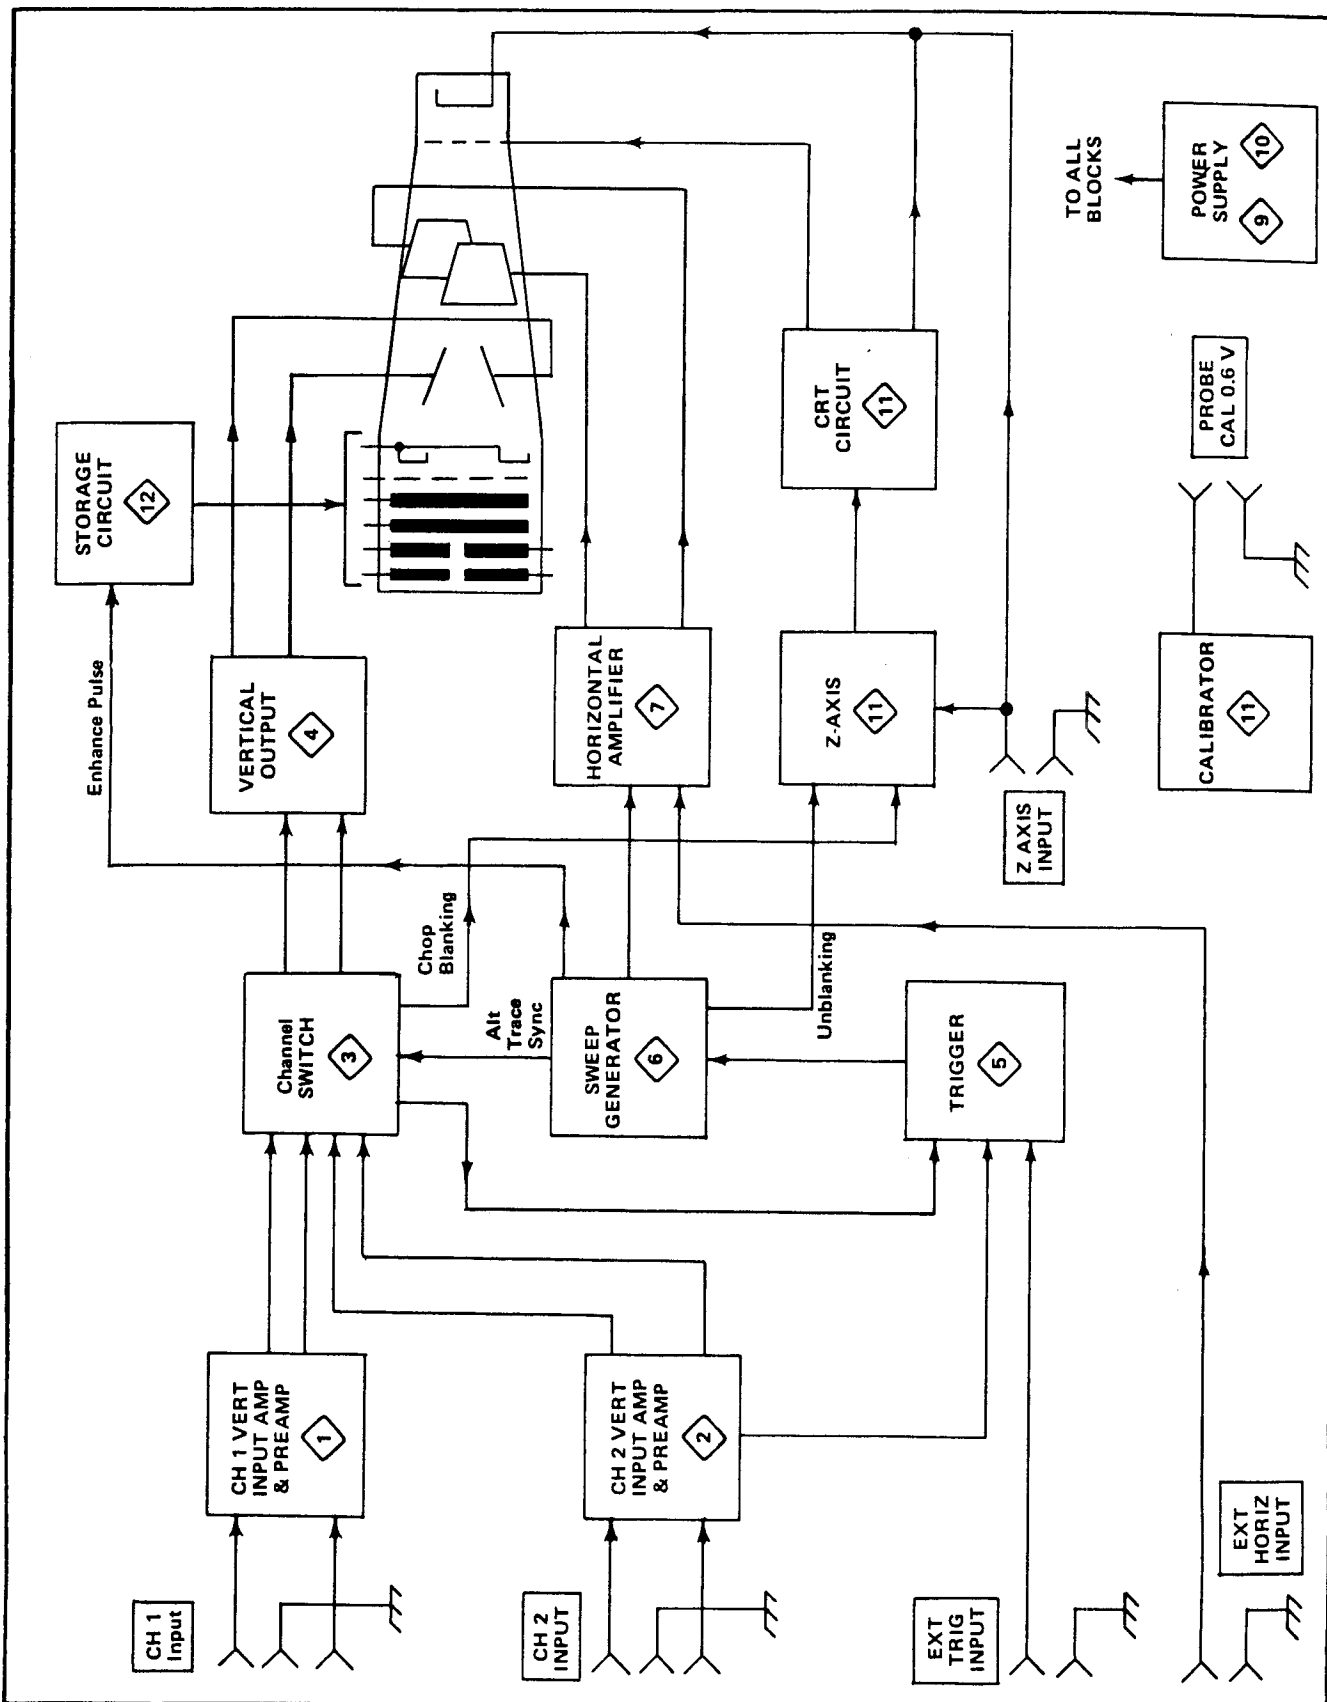 CH 1
Input
CH 1 VERT
INPUT AMP
& PREAMP
1
Channel
SWITCH
3
VERTICAL
OUTPUT
4
Enhance Pulse
STORAGE
CIRCUIT
12
Chop
Blanking
Alt
Trace
Sync
CH 2
INPUT
CH 2 VERT
INPUT AMP
& PREAMP
2
SWEEP
GENERATOR
6
HORIZONTAL
AMPLIFIER
7
Unblanking
EXT
TRIG
INPUT
TRIGGER
5
Z-AXIS
11
CRT
CIRCUIT
11
Z AXIS
INPUT
EXT
HORIZ
INPUT
CALIBRATOR
11
PROBE
CAL 0.6 V
TO ALL
BLOCKS
POWER
SUPPLY
9
10